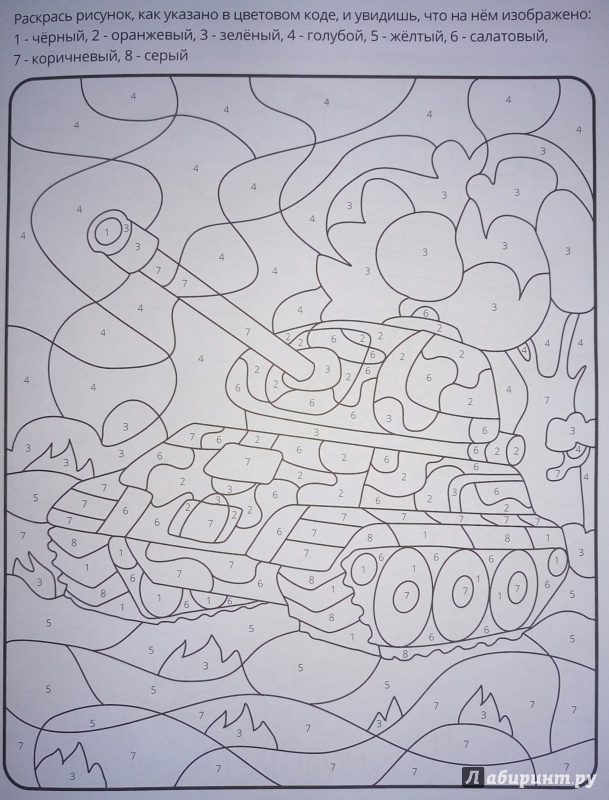 Раскрась рисунок, как указано в цветовом коде, и увидишь, что на нём изображено:
1 - чёрный, 2 - оранжевый, 3 - зелёный, 4 - голубой, 5 - жёлтый, 6 - салатовый,
7 - коричневый, 8 - серый
Лабиринт.ру